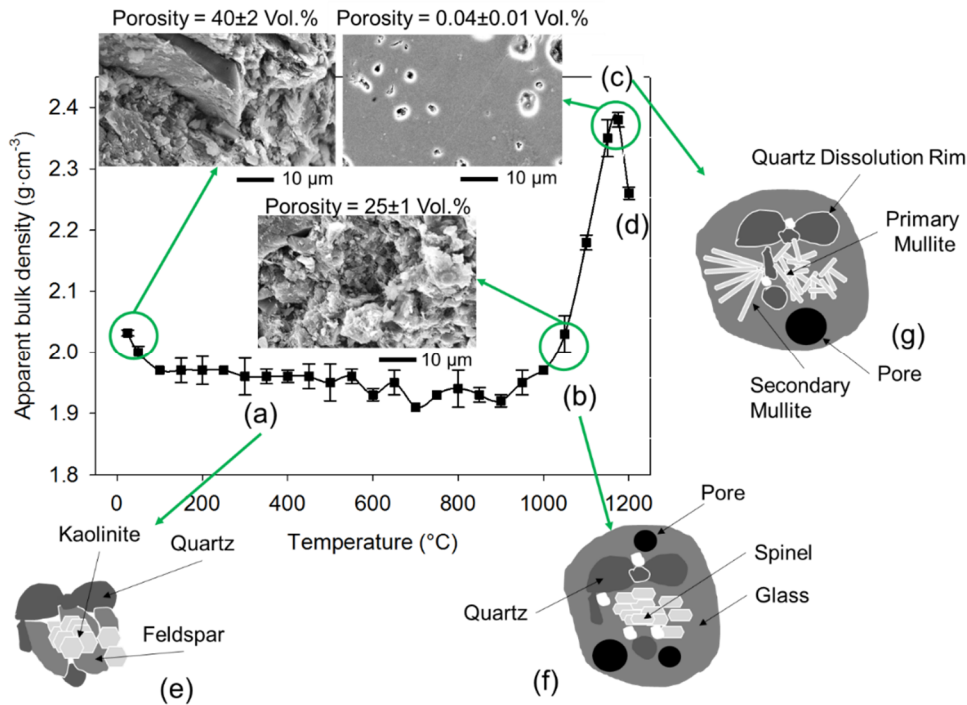 Porosity = 40±2 Vol.%
Porosity = 0.04±0.01 Vol.%
10 µm
10 µm
Porosity = 25±1 Vol.%
10 µm
Apparent bulk density (g·cm⁻³)
2.4
2.3
2.2
2.1
2.0
1.9
1.8
0
200
400
600
800
1000
1200
Temperature (°C)
(a)
(b)
(c)
(d)
Quartz Dissolution Rim
Primary
Mullite
(g)
Secondary
Mullite
Pore
Kaolinite
Quartz
Feldspar
(e)
Pore
Spinel
Quartz
Glass
(f)